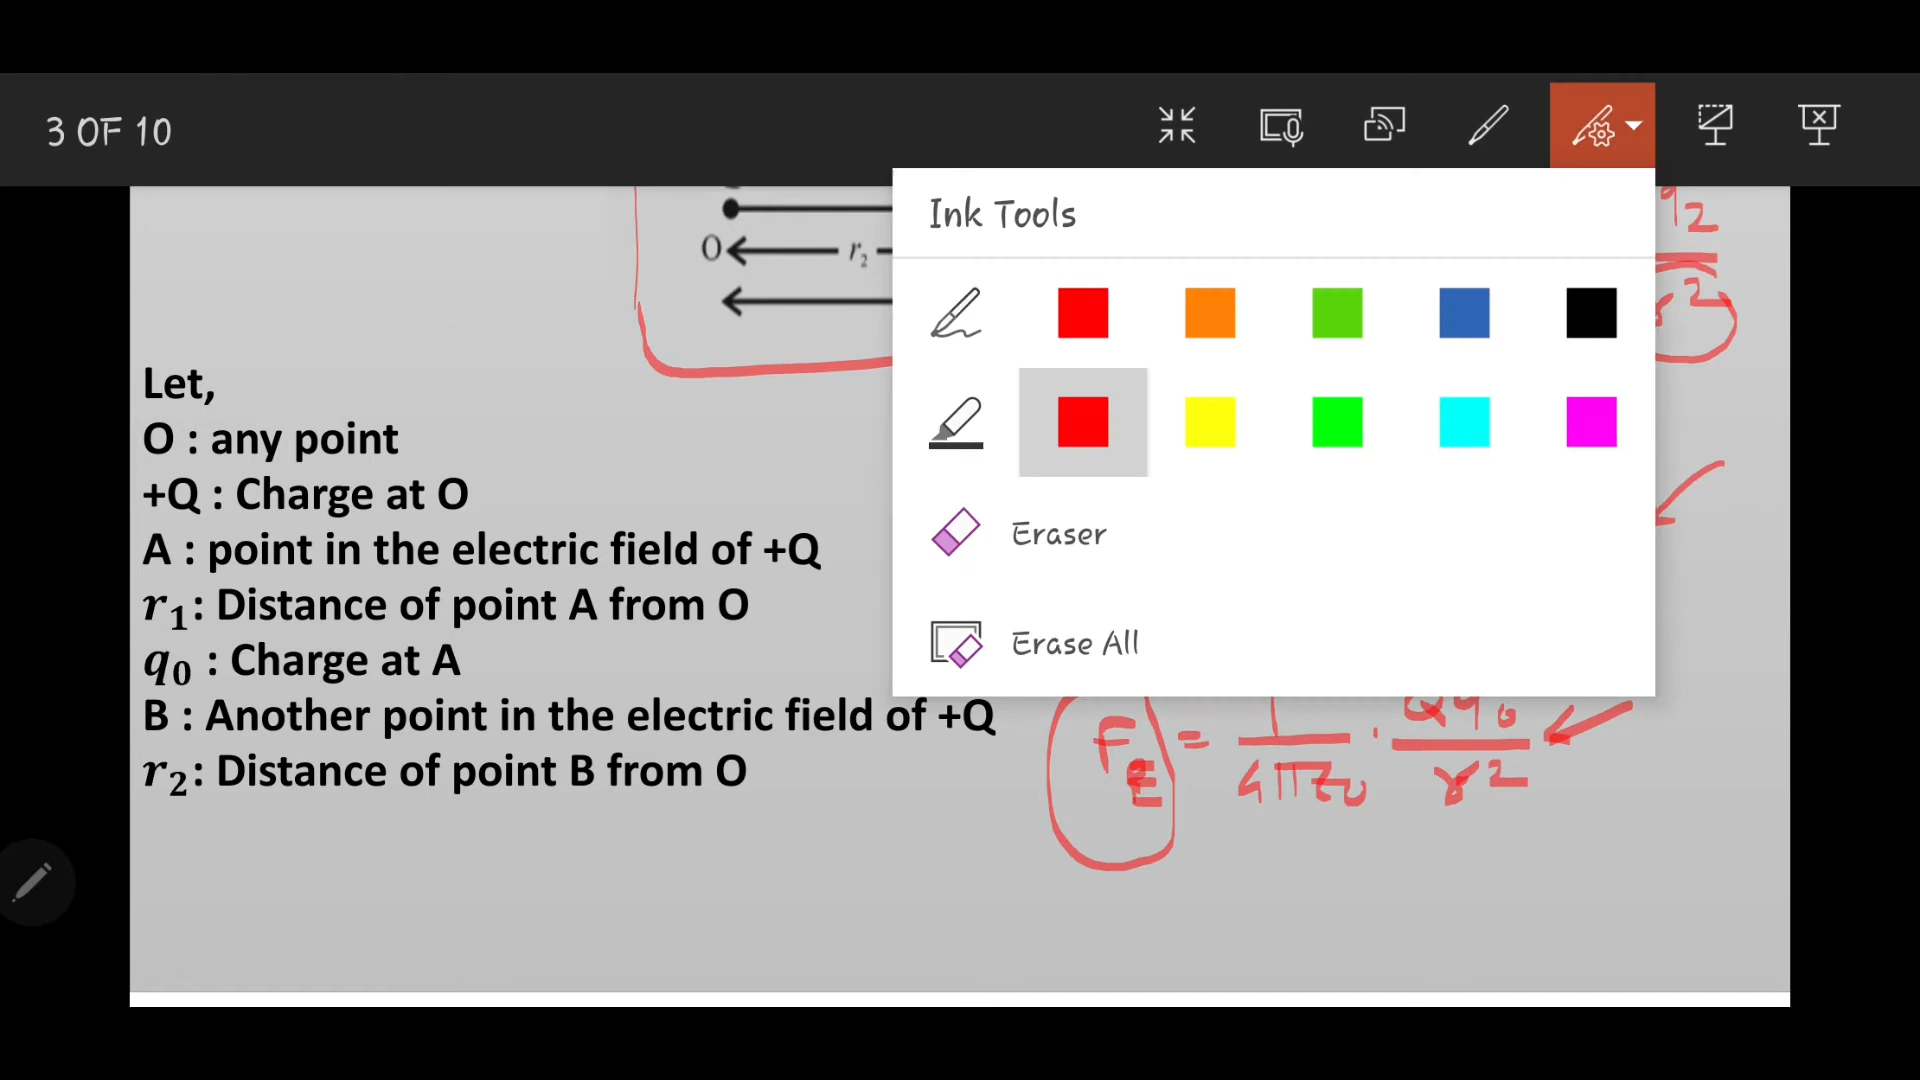 3 OF 10
Ink Tools
Eraser
Erase All
O r₂
q₂
r²
Let,
O : any point
+Q : Charge at O
A : point in the electric field of +Q
r₁: Distance of point A from O
q₀ : Charge at A
B : Another point in the electric field of +Q
r₂: Distance of point B from O
F_E = 1/4πε₀ · Qq₀/r²